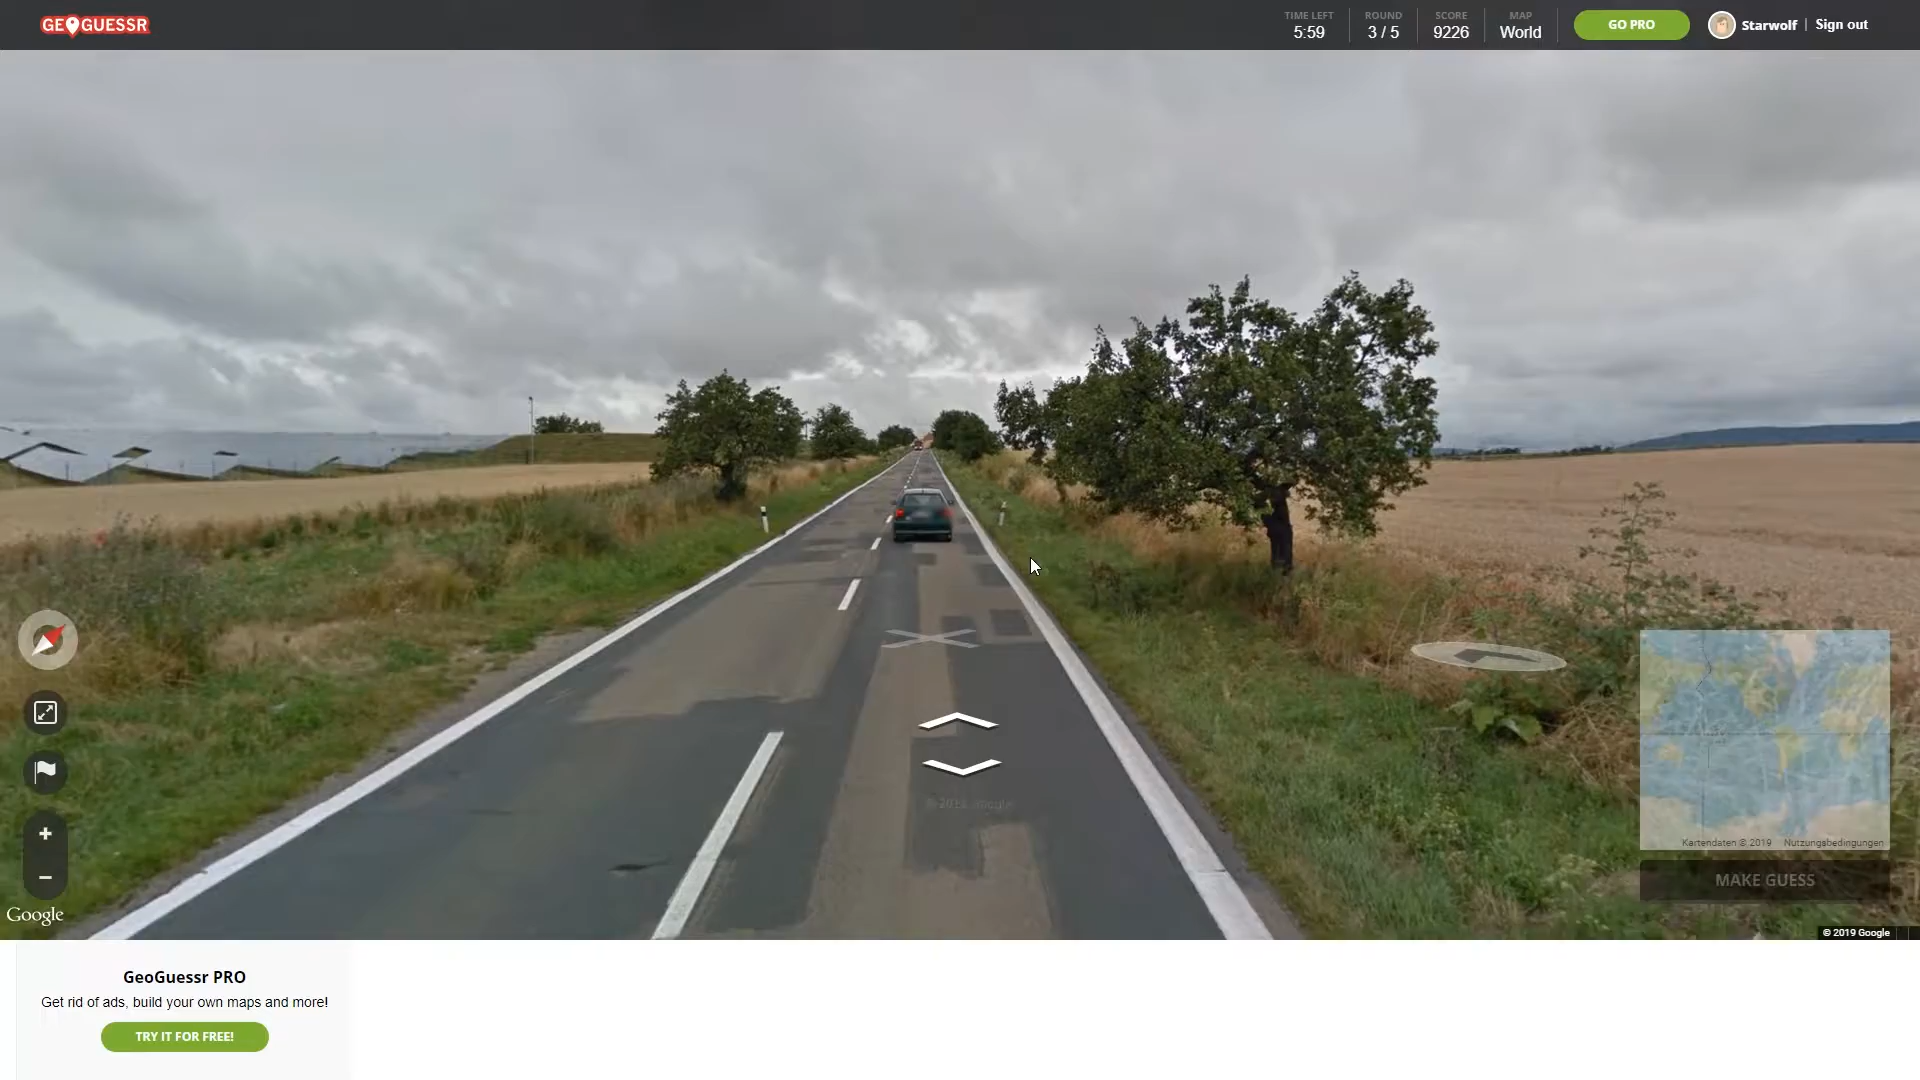 GEOGUESSR
TIME LEFT
5:59
ROUND
3 / 5
SCORE
9226
MAP
World
GO PRO
Starwolf
Sign out
Google
Kartendaten © 2019
Nutzungsbedingungen
MAKE GUESS
© 2019 Google
GeoGuessr PRO
Get rid of ads, build your own maps and more!
TRY IT FOR FREE!